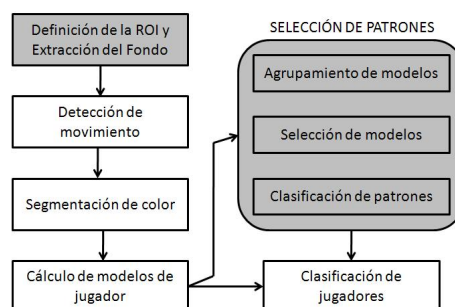 Definición de la ROI y
Extracción del Fondo
Detección de
movimiento
Segmentación de color
Cálculo de modelos de
jugador
SELECCIÓN DE PATRONES
Agrupamiento de modelos
Selección de modelos
Clasificación de patrones
Clasificación de
jugadores